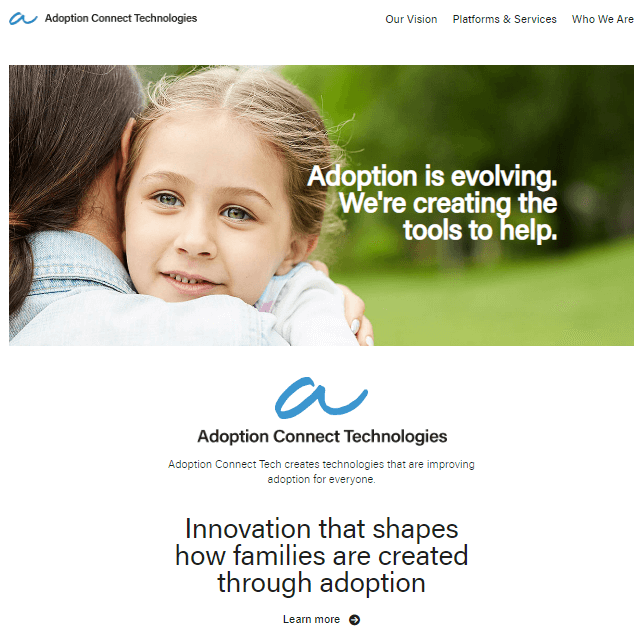 Adoption Connect Technologies
Our Vision Platforms & Services Who We Are
Adoption is evolving.
We're creating the
tools to help.
Adoption Connect Technologies
Adoption Connect Tech creates technologies that are improving
adoption for everyone.
Innovation that shapes
how families are created
through adoption
Learn more